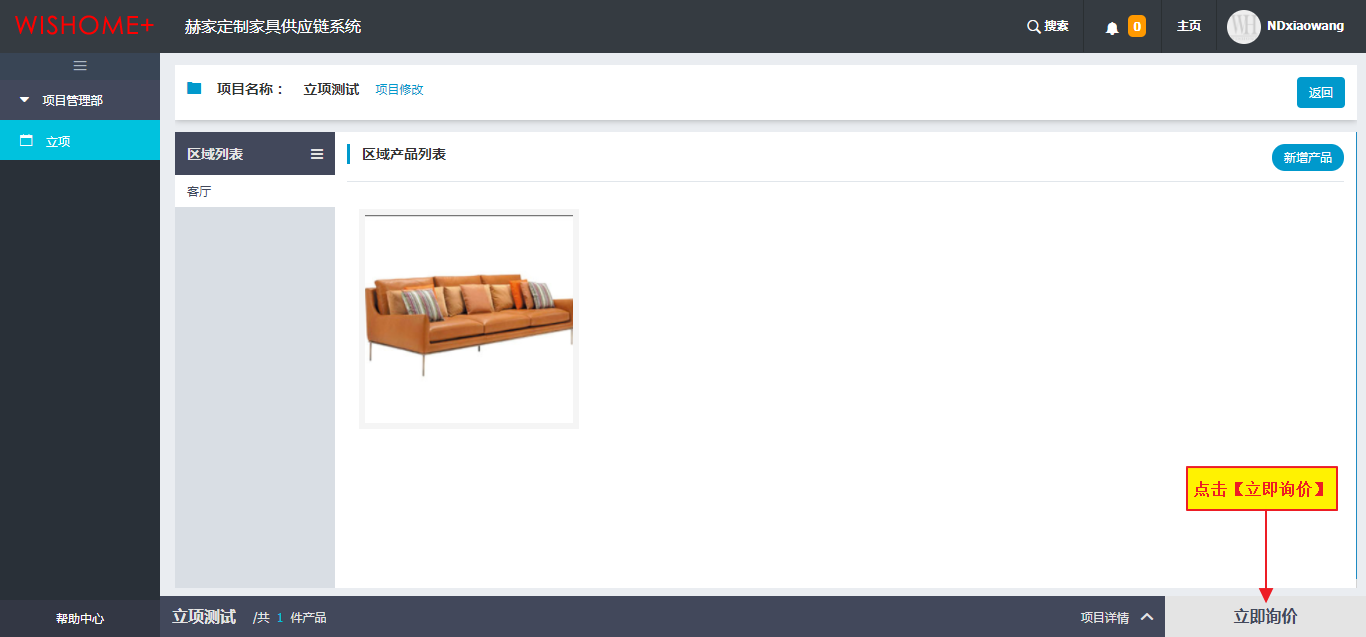 WISHOME+
赫家定制家具供应链系统
搜索
0
主页
NDxiaowang
项目管理部
立项
项目名称：
立项测试
项目修改
返回
区域列表
客厅
区域产品列表
新增产品
点击【立即询价】
帮助中心
立项测试
/共 1 件产品
项目详情
立即询价